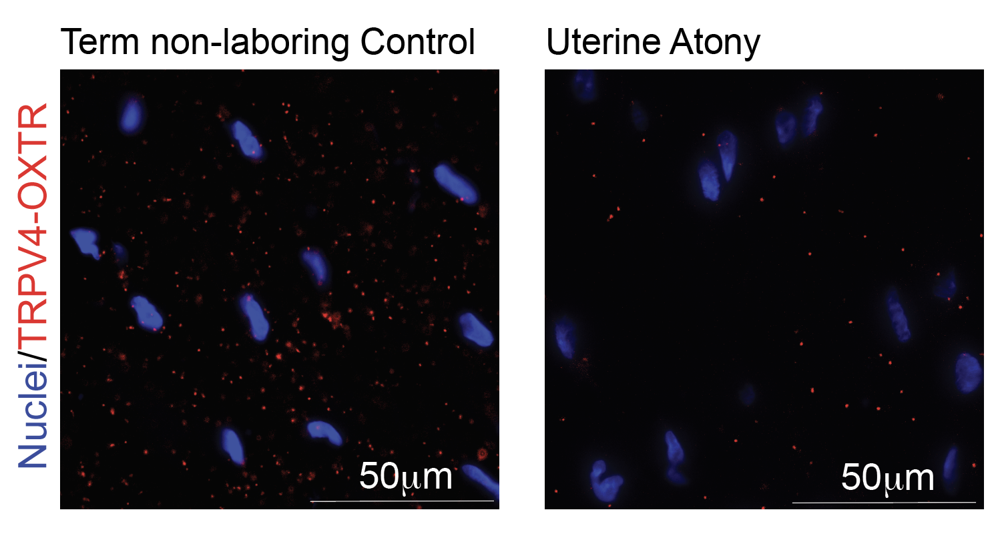 Term non-laboring Control
Uterine Atony
Nuclei/TRPV4-OXTR
50μm
50μm